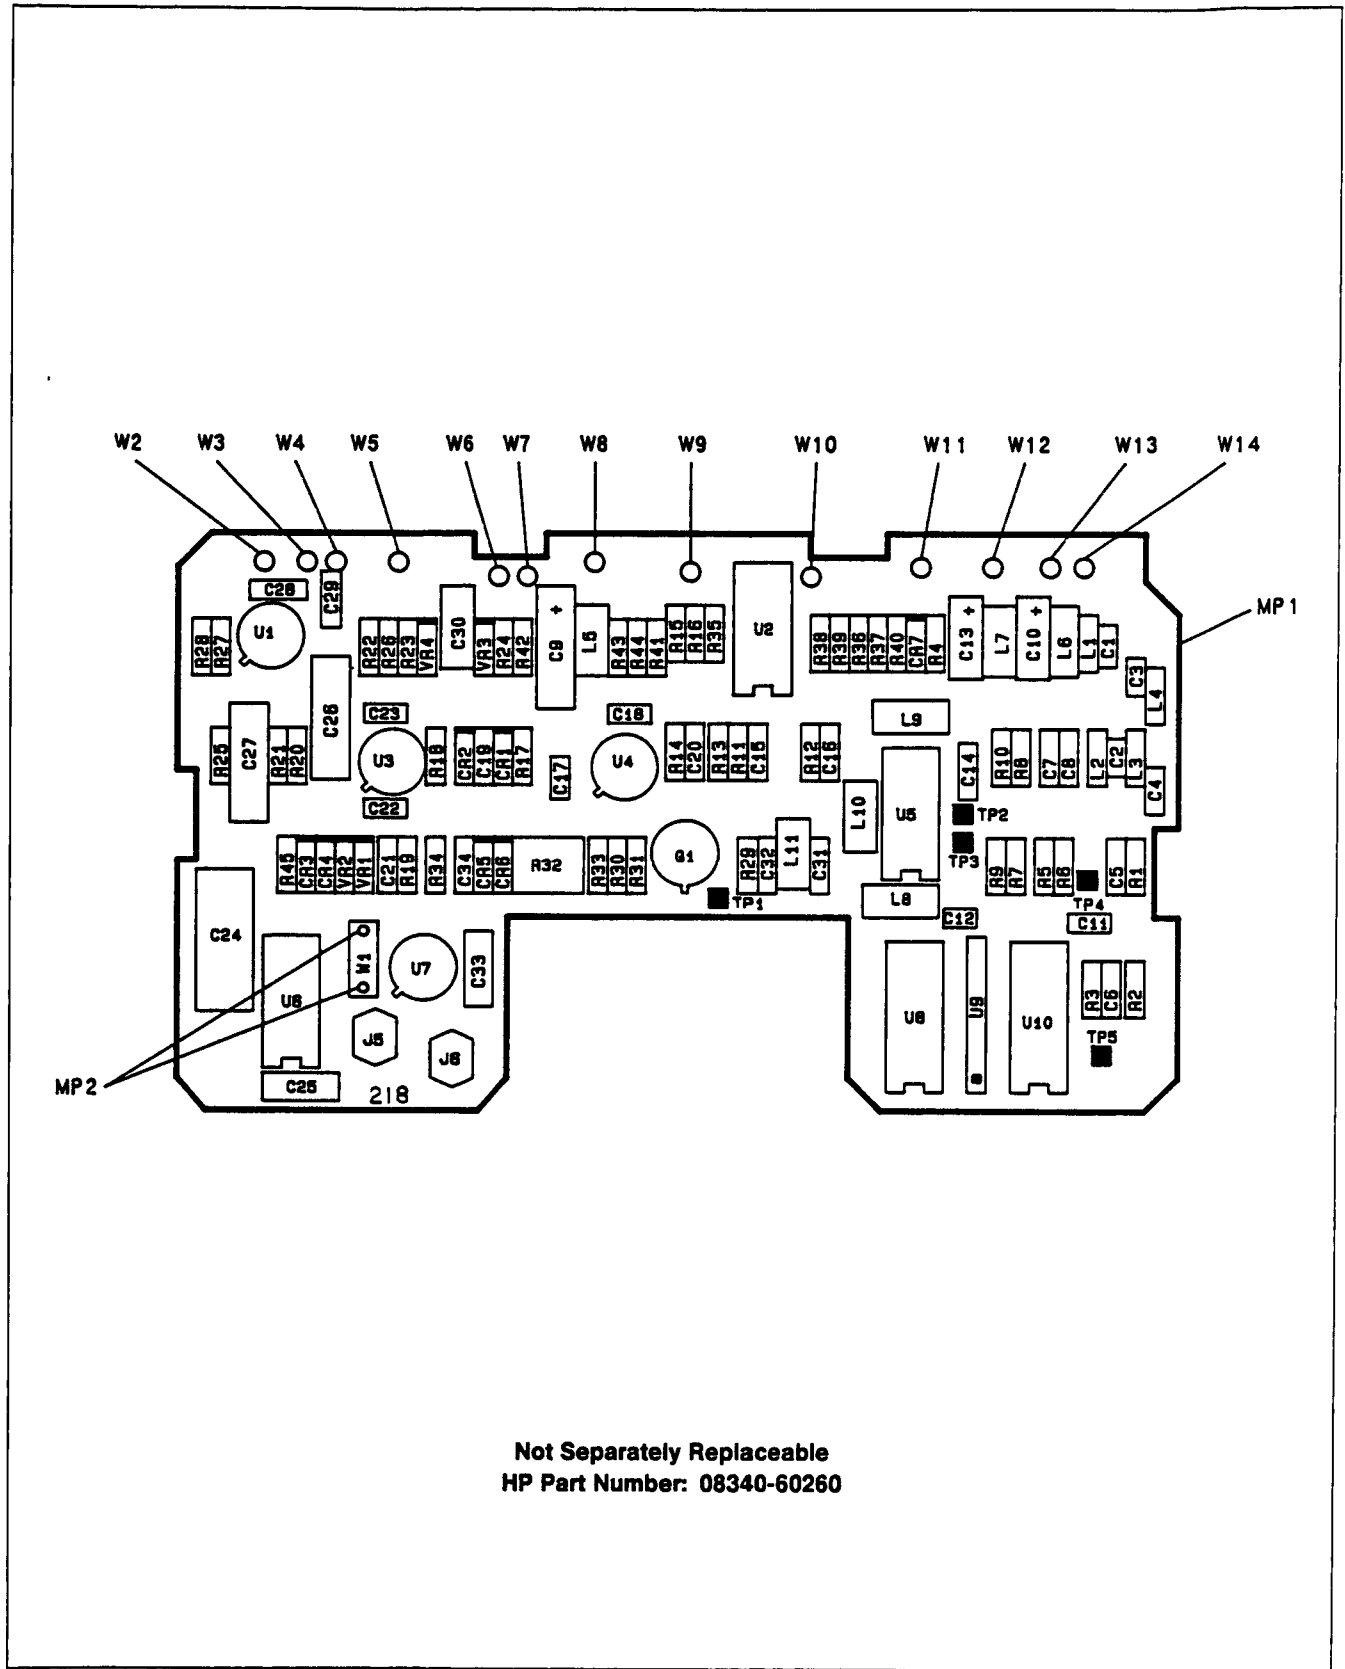 W2 W3 W4 W5 W6 W7 W8 W9 W10 W11 W12 W13 W14
MP1
C28 C29
U1 C30 C9 + L5 U2 C13 + L7 C10 + L6 L1 C1
R28 R27 R22 R26 R23 VR4 VR3 R24 R42 R43 R44 R41 R15 R16 R35 R38 R39 R36 R37 R40 CR7 R4
C3 L4
C26 C23 C18 L9
R25 C27 R21 R20 U3 R18 CR2 C19 CR1 R17 C17 U4 R14 C20 R13 R11 C15 R12 C16 C14 R10 R8 C7 C8 L2 C2 L3 C4
C22 L10 U5 TP2
TP3
R45 CR3 CR4 VR2 VR1 C21 R19 R34 C34 CR5 CR6 R32 R33 R30 R31 Q1 R29 C32 L11 C31 R9 R7 R5 R6 C5 R1
TP1 L8 TP4
C12 C11
C24 W1 U7 C33
U6 U8 U9 U10 R3 C6 R2
J5 J6 TP5
MP2 C25
218
Not Separately Replaceable
HP Part Number: 08340-60260